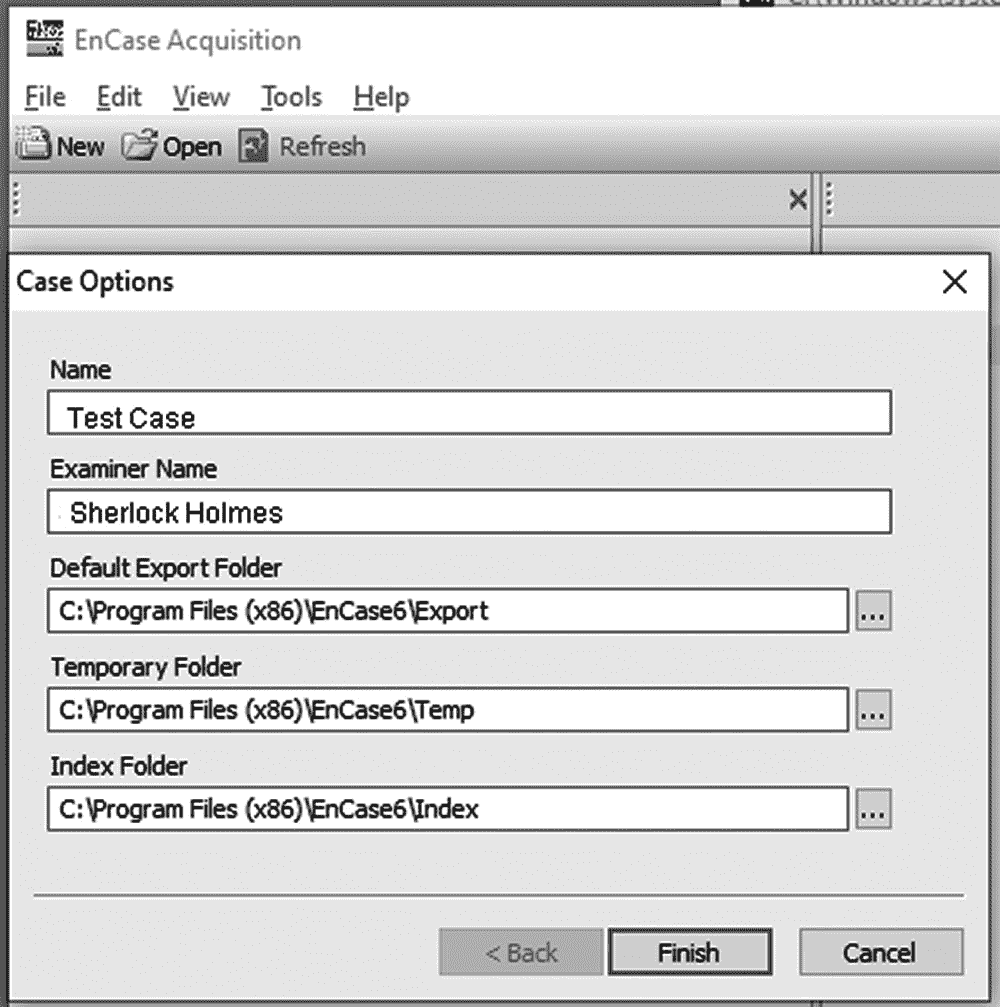 EnCase Acquisition
File Edit View Tools Help
New Open Refresh
Case Options
Name
Test Case
Examiner Name
Sherlock Holmes
Default Export Folder
C:\Program Files (x86)\EnCase6\Export
...
Temporary Folder
C:\Program Files (x86)\EnCase6\Temp
...
Index Folder
C:\Program Files (x86)\EnCase6\Index
...
< Back Finish Cancel